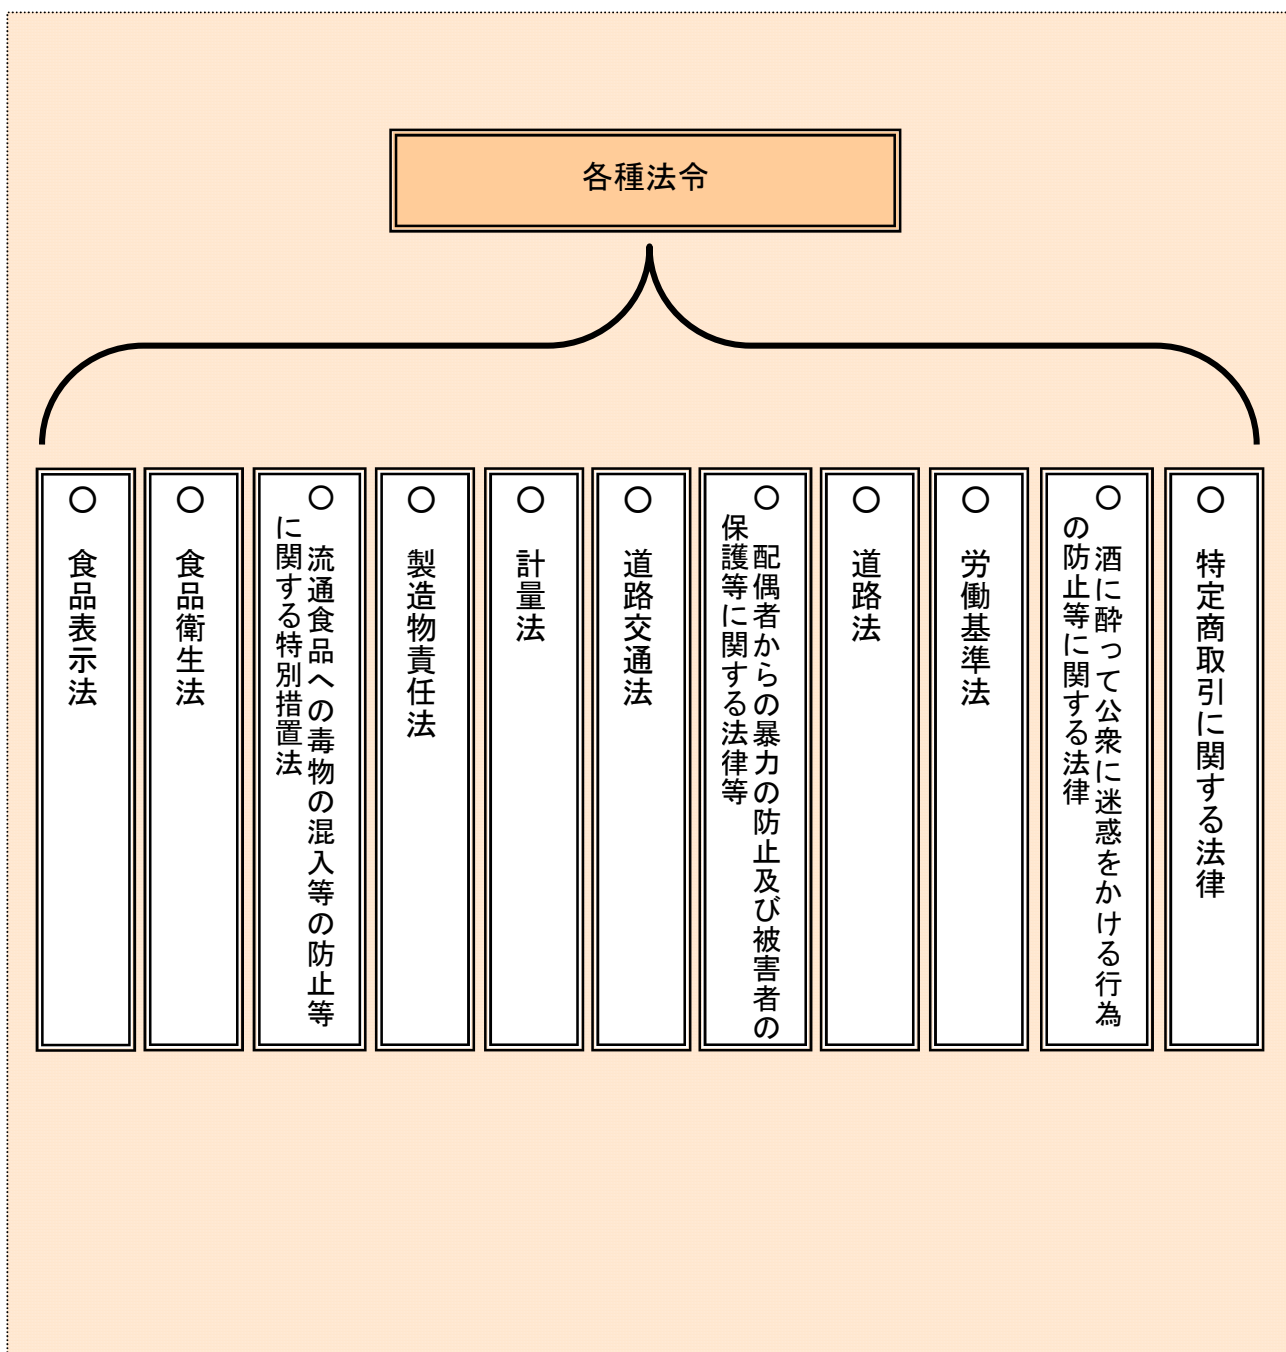 各種法令
○ 特定商取引に関する法律
○ 酒に酔って公衆に迷惑をかける行為
の防止等に関する法律
○ 労働基準法
○ 道路法
○ 配偶者からの暴力の防止及び被害者の
保護等に関する法律等
○ 道路交通法
○ 計量法
○ 製造物責任法
○ 流通食品への毒物の混入等の防止等
に関する特別措置法
○ 食品衛生法
○ 食品表示法